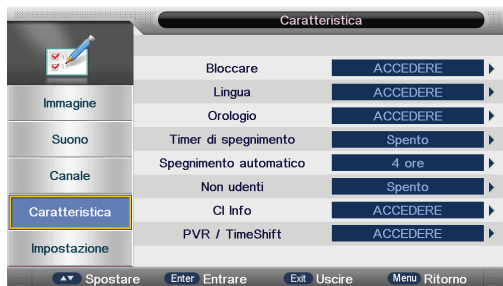 Caratteristica
Immagine
Suono
Canale
Caratteristica
Impostazione
Bloccare ACCEDERE
Lingua ACCEDERE
Orologio ACCEDERE
Timer di spegnimento Spento
Spegnimento automatico 4 ore
Non udenti Spento
CI Info ACCEDERE
PVR / TimeShift ACCEDERE
Spostare Enter Entrare Exit Uscire Menu Ritorno